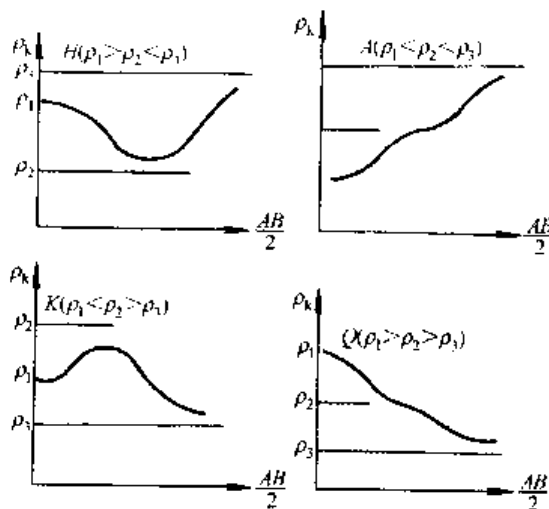 ρk
H(ρ1>ρ2<ρ3)
ρ3
ρ1
ρ2
AB/2
ρk
A(ρ1<ρ2<ρ3)
AB/2
ρk
K(ρ1<ρ2>ρ3)
ρ2
ρ1
ρ3
AB/2
ρk
Q(ρ1>ρ2>ρ3)
ρ1
ρ2
ρ3
AB/2